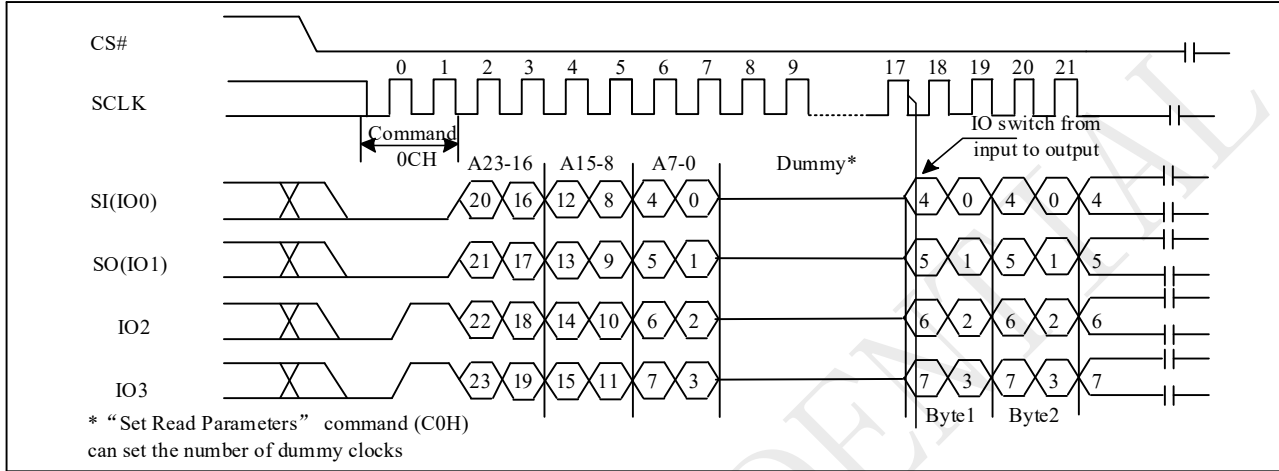 CS#
0 1 2 3 4 5 6 7 8 9 17 18 19 20 21
SCLK
IO switch from
input to output
Command
0CH
A23-16 A15-8 A7-0 Dummy*
SI(IO0) 20 16 12 8 4 0 4 0 4 0 4
SO(IO1) 21 17 13 9 5 1 5 1 5 1 5
IO2 22 18 14 10 6 2 6 2 6 2 6
IO3 23 19 15 11 7 3 7 3 7 3 7
Byte1 Byte2
* “Set Read Parameters” command (C0H)
can set the number of dummy clocks